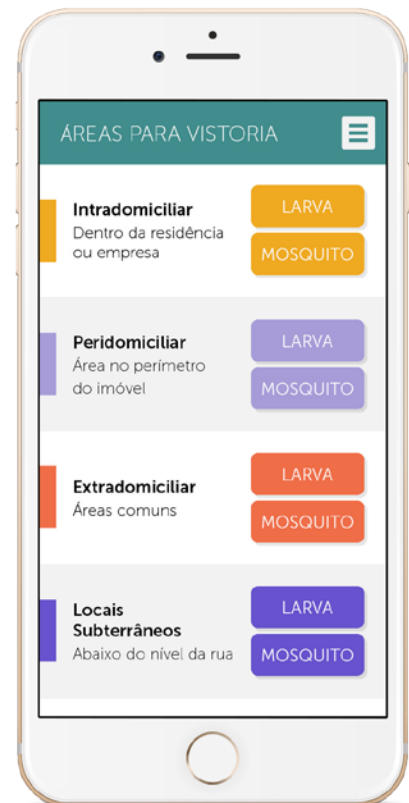 ÁREAS PARA VISTORIA
Intradomiciliar
Dentro da residência
ou empresa
LARVA
MOSQUITO
Peridomiciliar
Área no perímetro
do imóvel
LARVA
MOSQUITO
Extradomiciliar
Áreas comuns
LARVA
MOSQUITO
Locais
Subterrâneos
Abaixo do nível da rua
LARVA
MOSQUITO